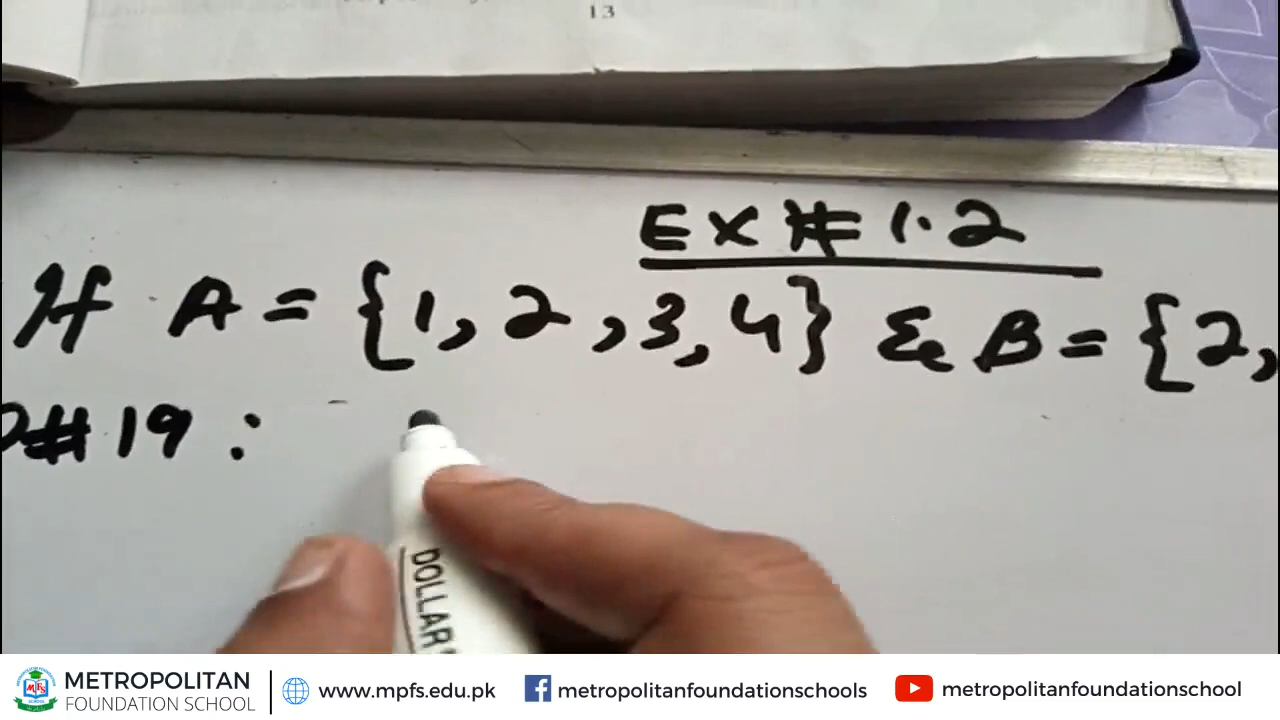 13
EX # 1.2
If A = {1, 2, 3, 4} & B = {2,
# 19 :
DOLLAR
METROPOLITAN
FOUNDATION SCHOOL
www.mpfs.edu.pk
metropolitanfoundationschools
metropolitanfoundationschool